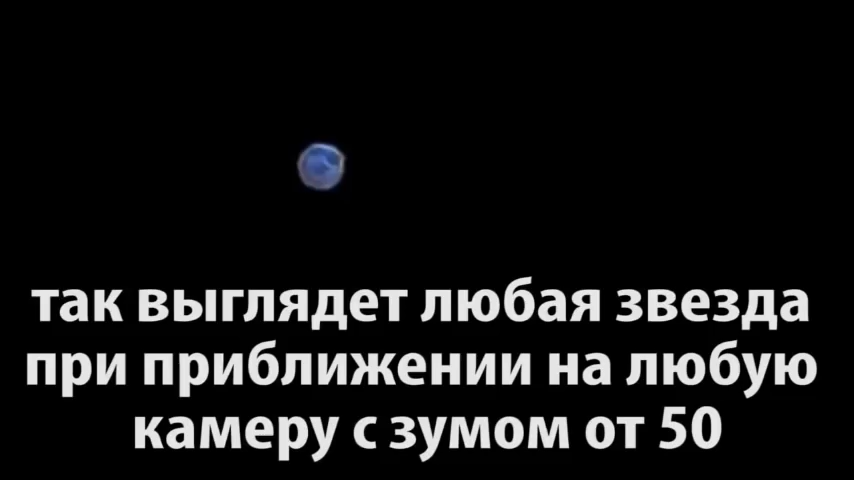 так выглядет любая звезда
при приближении на любую
камеру с зумом от 50